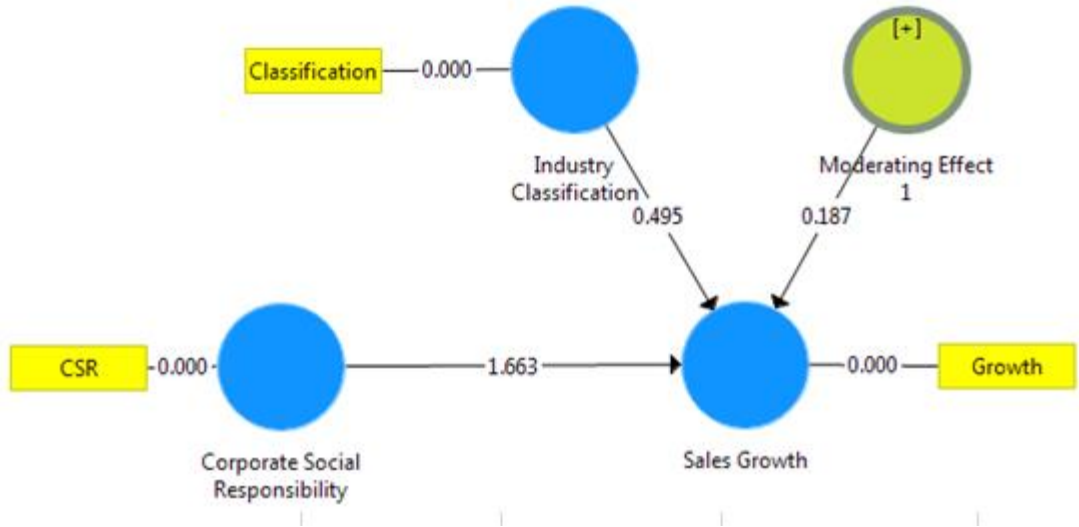 [+]
Classification
0.000
Industry
Classification
Moderating Effect
1
0.495
0.187
CSR
0.000
1.663
0.000
Growth
Corporate Social
Responsibility
Sales Growth